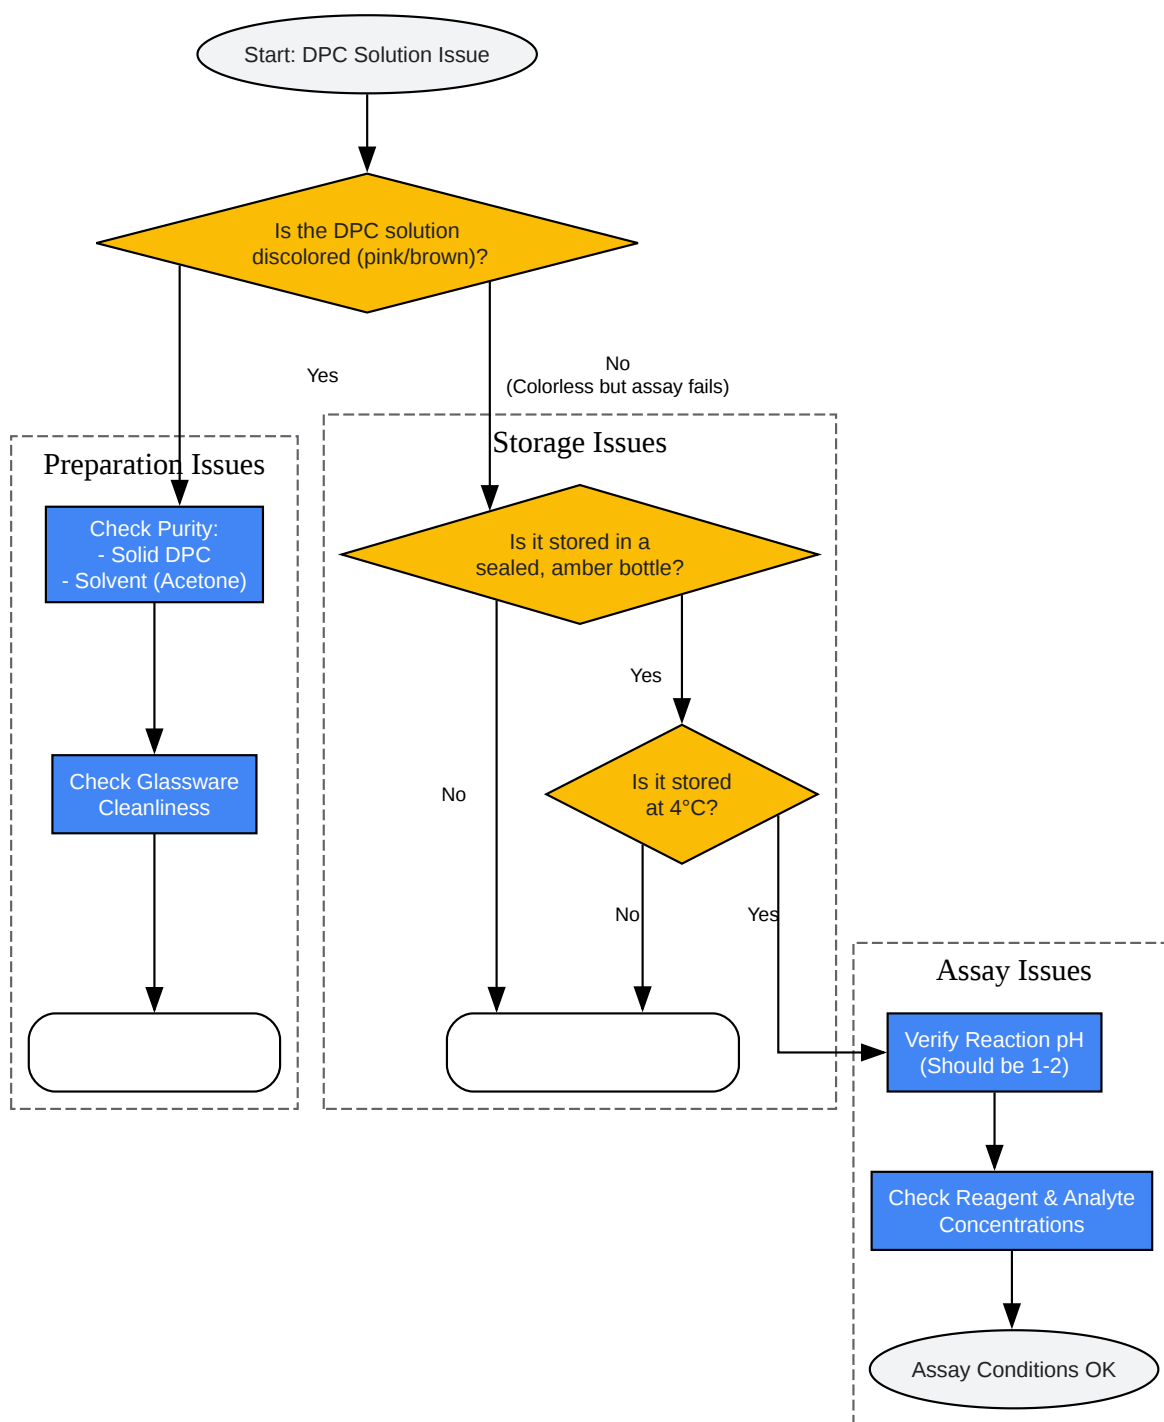 Start: DPC Solution Issue
Is the DPC solution
discolored (pink/brown)?
Yes
No
(Colorless but assay fails)
Preparation Issues
Check Purity:
- Solid DPC
- Solvent (Acetone)
Check Glassware
Cleanliness
Storage Issues
Is it stored in a
sealed, amber bottle?
Yes
No
Is it stored
at 4°C?
No
Yes
Assay Issues
Verify Reaction pH
(Should be 1-2)
Check Reagent & Analyte
Concentrations
Assay Conditions OK